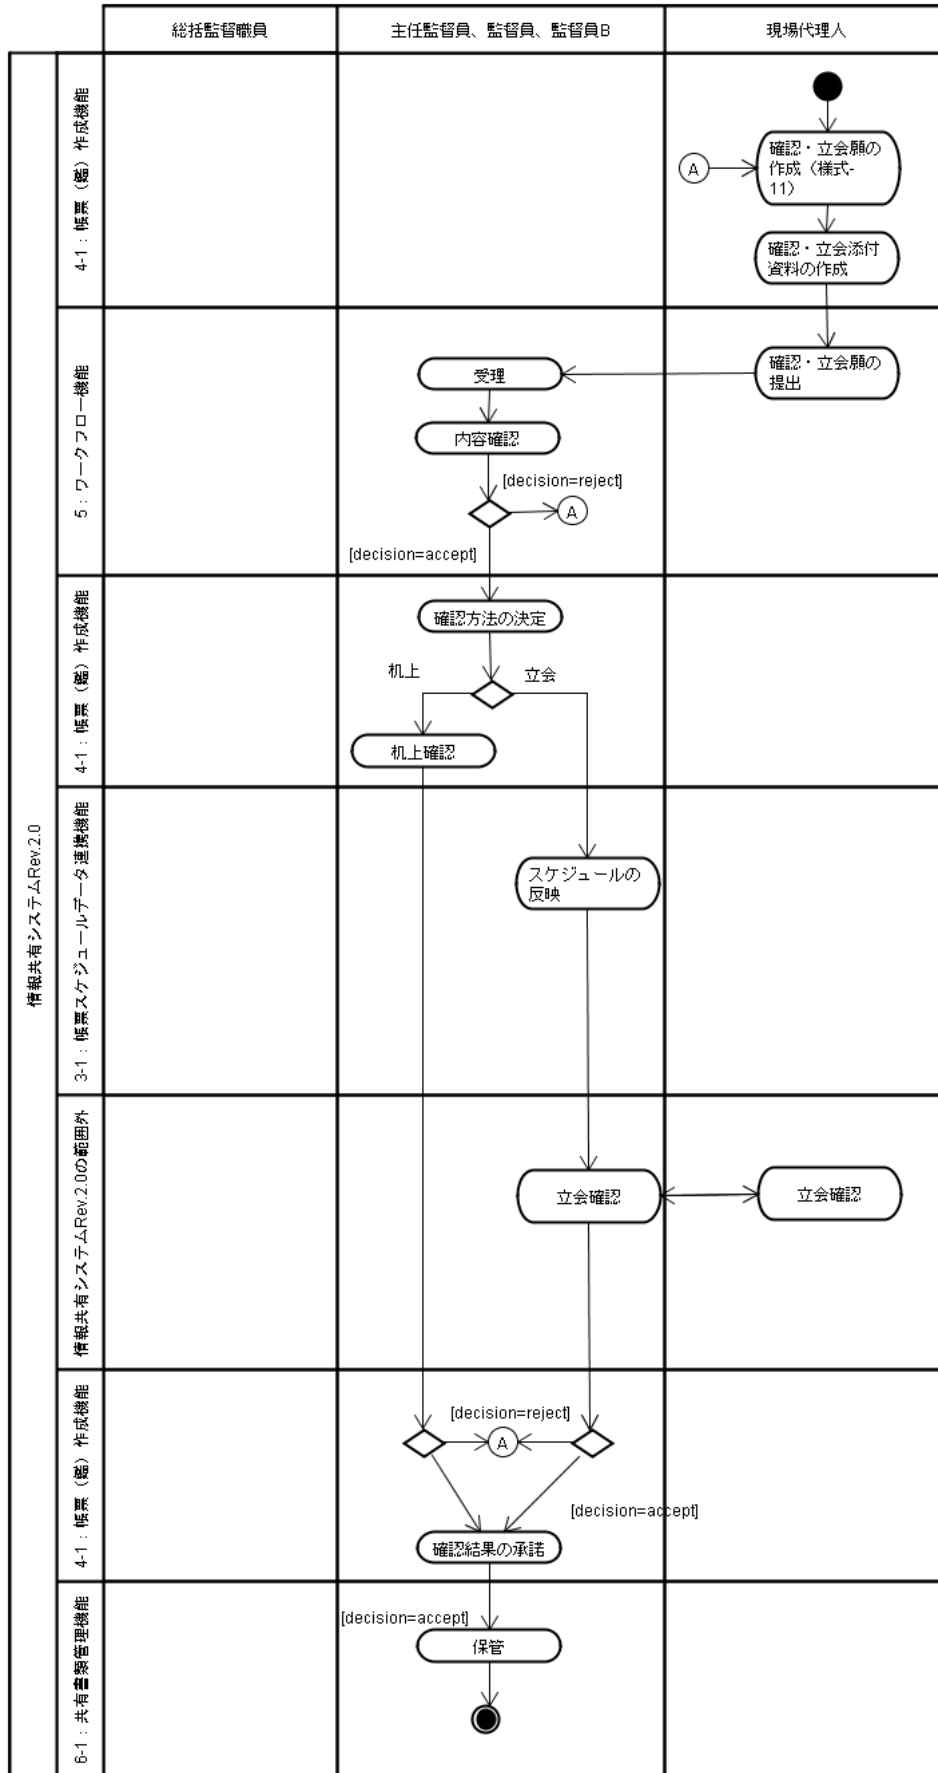 総括監督職員
主任監督員、監督員、監督員B
現場代理人
情報共有システムRev.2.0
4-1：帳票（鑑）作成機能
確認・立会願の
作成（様式-
11）
A
確認・立会添付
資料の作成
5：ワークフロー機能
確認・立会願の
提出
受理
内容確認
[decision=reject]
A
[decision=accept]
4-1：帳票（鑑）作成機能
確認方法の決定
机上
立会
机上確認
3-1：帳票スケジュールデータ連携機能
スケジュールの
反映
情報共有システムRev.2.0の範囲外
立会確認
立会確認
4-1：帳票（鑑）作成機能
[decision=reject]
A
[decision=accept]
確認結果の承諾
6-1：共有書類管理機能
[decision=accept]
保管